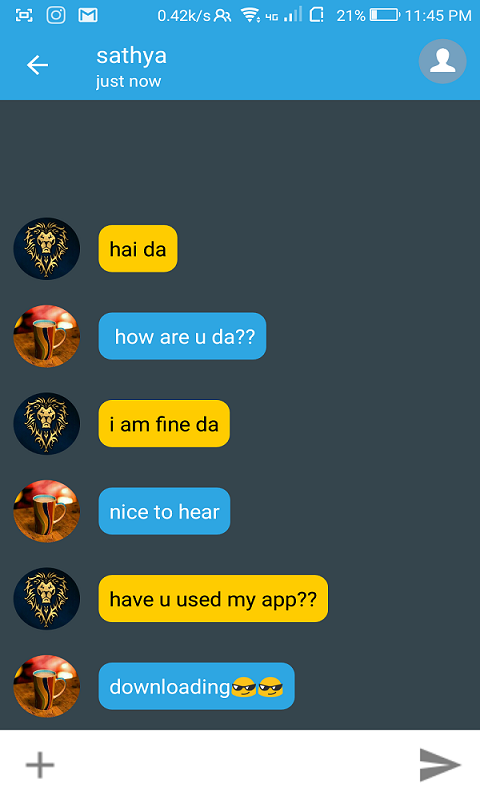 0.42k/s 4G 21% 11:45 PM
sathya
just now
hai da
how are u da??
i am fine da
nice to hear
have u used my app??
downloading😎😎